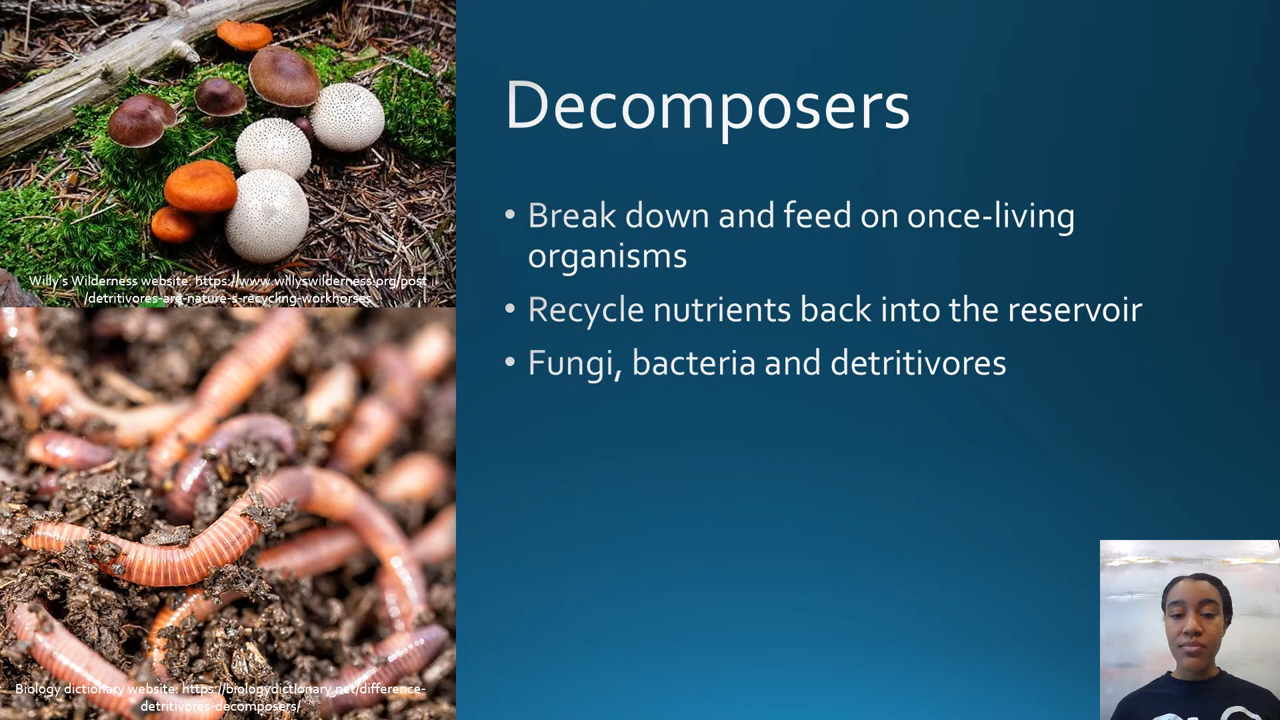 Decomposers
• Break down and feed on once-living
organisms
• Recycle nutrients back into the reservoir
• Fungi, bacteria and detritivores
Willy's Wilderness website: https://www.willyswilderness.org/post
/detritivores-are-nature-s-recycling-workhorses
Biology dictionary website: https://biologydictionary.net/difference-
detritivores-decomposers/